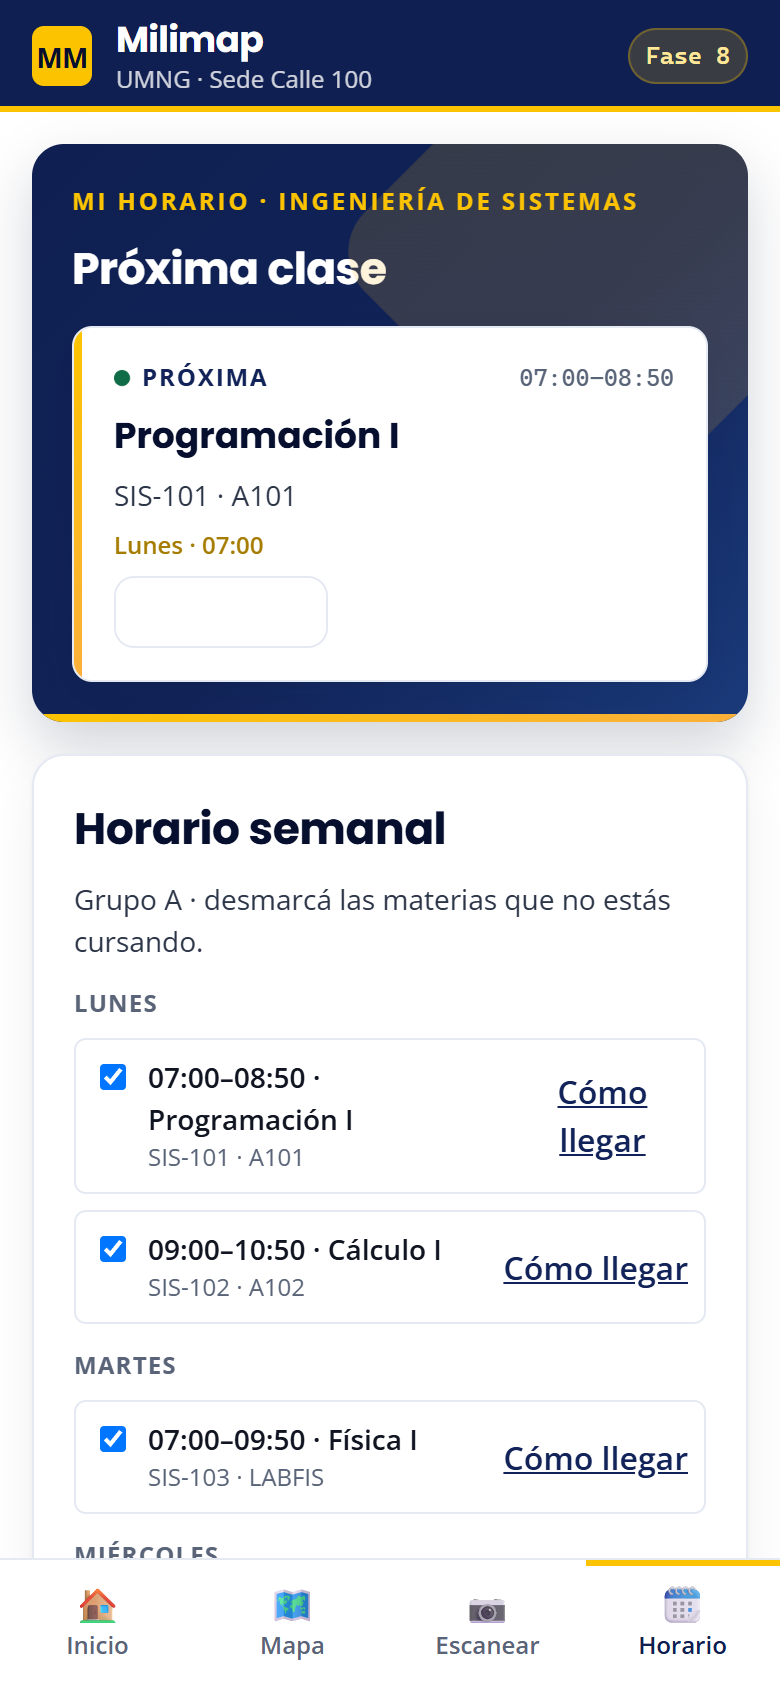 MM
Milimap
UMNG · Sede Calle 100
Fase 8
MI HORARIO · INGENIERÍA DE SISTEMAS
Próxima clase
PRÓXIMA
07:00–08:50
Programación I
SIS-101 · A101
Lunes · 07:00
Horario semanal
Grupo A · desmarcá las materias que no estás
cursando.
LUNES
07:00–08:50 ·
Programación I
SIS-101 · A101
Cómo
llegar
09:00–10:50 · Cálculo I
SIS-102 · A102
Cómo llegar
MARTES
07:00–09:50 · Física I
SIS-103 · LABFIS
Cómo llegar
MIÉRCOLES
Inicio
Mapa
Escanear
Horario